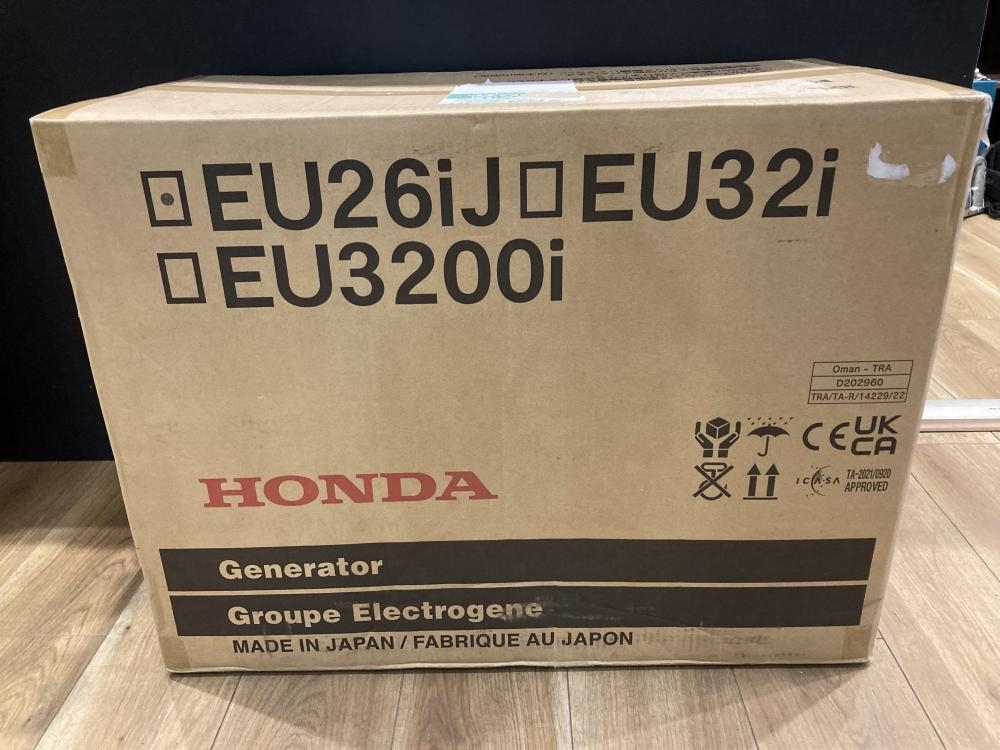 EU26iJ EU32i
EU3200i
Oman - TRA
D202960
TRA/TA-R/14229/22
CE UK CA
ICASA TA-2021/0920 APPROVED
HONDA
Generator
Groupe Electrogene
MADE IN JAPAN / FABRIQUE AU JAPON